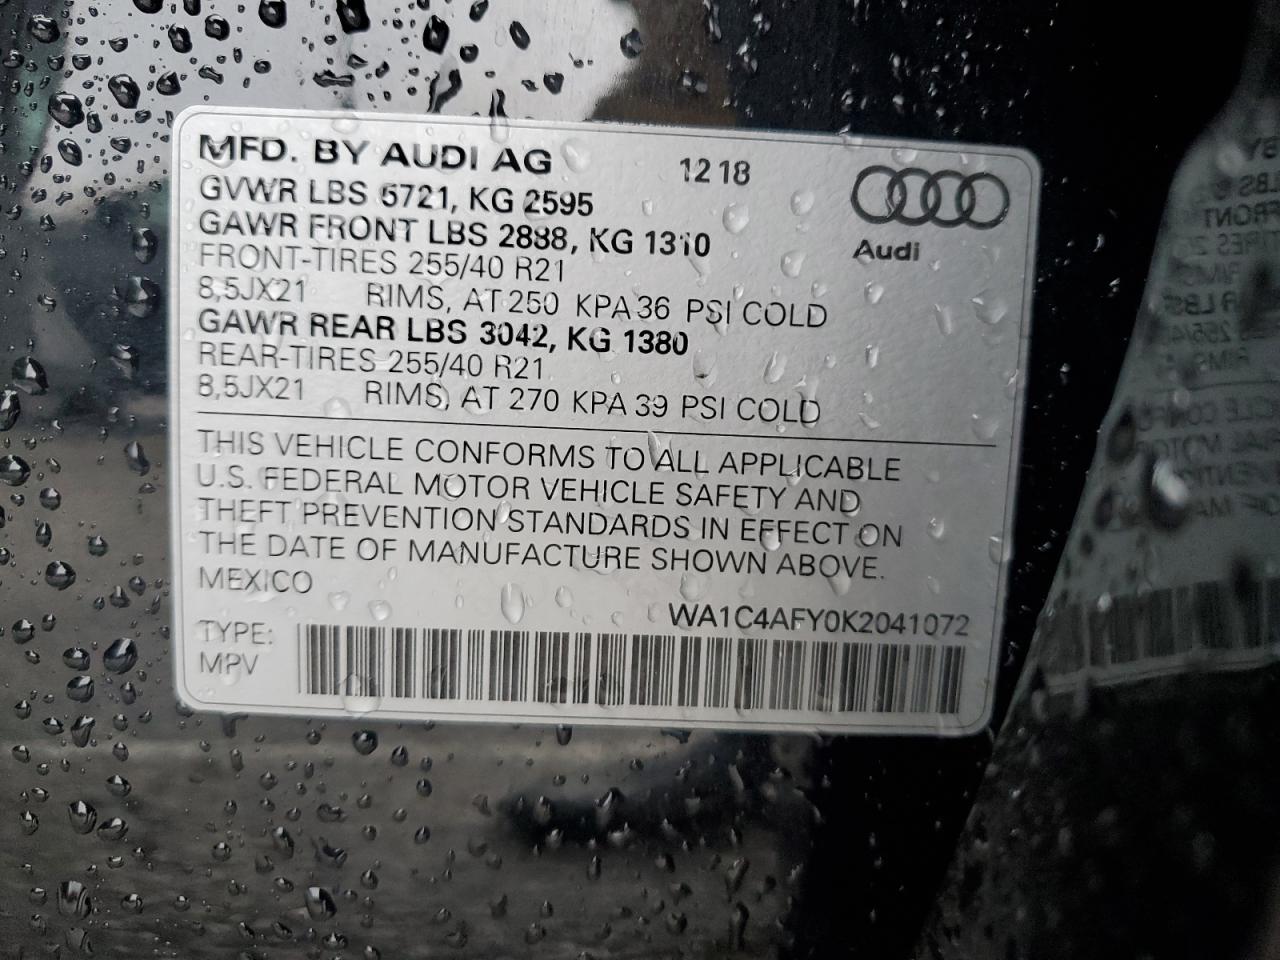 MFD. BY AUDI AG 12 18
GVWR LBS 5721, KG 2595
GAWR FRONT LBS 2888, KG 1310
Audi
FRONT-TIRES 255/40 R21
8,5JX21 RIMS, AT 250 KPA 36 PSI COLD
GAWR REAR LBS 3042, KG 1380
REAR-TIRES 255/40 R21
8,5JX21 RIMS, AT 270 KPA 39 PSI COLD
THIS VEHICLE CONFORMS TO ALL APPLICABLE
U.S. FEDERAL MOTOR VEHICLE SAFETY AND
THEFT PREVENTION STANDARDS IN EFFECT ON
THE DATE OF MANUFACTURE SHOWN ABOVE.
MEXICO
WA1C4AFY0K2041072
TYPE:
MPV